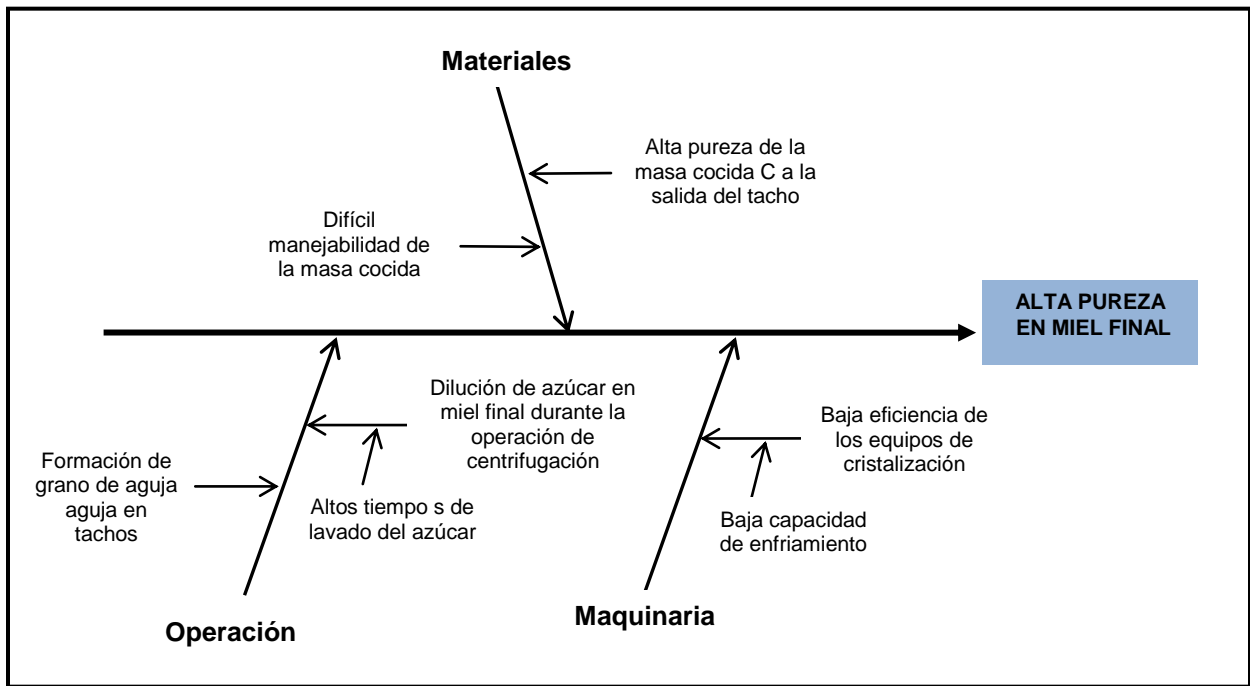 Materiales
Alta pureza de la
masa cocida C a la
salida del tacho
Difícil
manejabilidad de
la masa cocida
ALTA PUREZA
EN MIEL FINAL
Dilución de azúcar en
miel final durante la
operación de
centrifugación
Baja eficiencia de
los equipos de
cristalización
Formación de
grano de aguja
aguja en
tachos
Altos tiempo s de
lavado del azúcar
Baja capacidad
de enfriamiento
Operación
Maquinaria